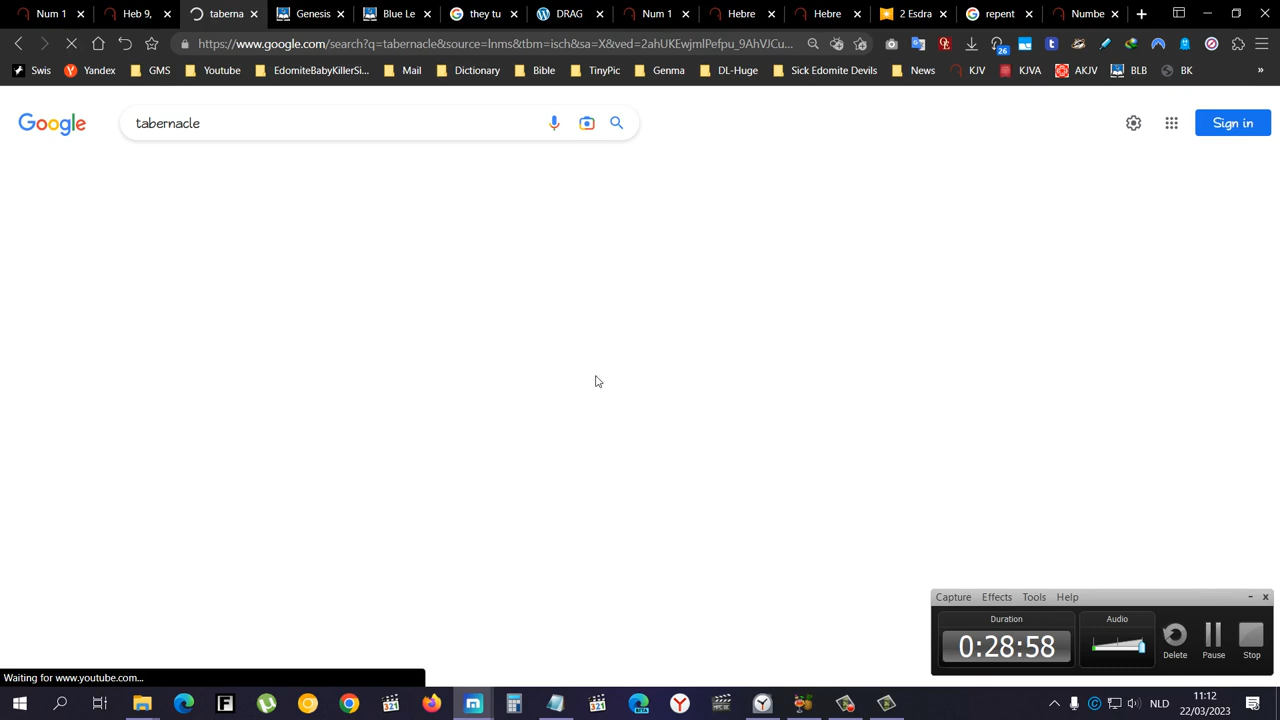 Num 1 Heb 9, taberna Genesis Blue Le they tu DRAG Num 1 Hebre Hebre 2 Esdra repent Numbe
https://www.google.com/search?q=tabernacle&source=lnms&tbm=isch&sa=X&ved=2ahUKEwjmlPefpu_9AhVJCu... 26
Swis Yandex GMS Youtube EdomiteBabyKillerSi... Mail Dictionary Bible TinyPic Genma DL-Huge Sick Edomite Devils News KJV KJVA AKJV BLB BK »
Google tabernacle Sign in
Capture Effects Tools Help
Duration Audio
0:28:58
Delete Pause Stop
Waiting for www.youtube.com...
321 321 BETA NLD 11:12
22/03/2023